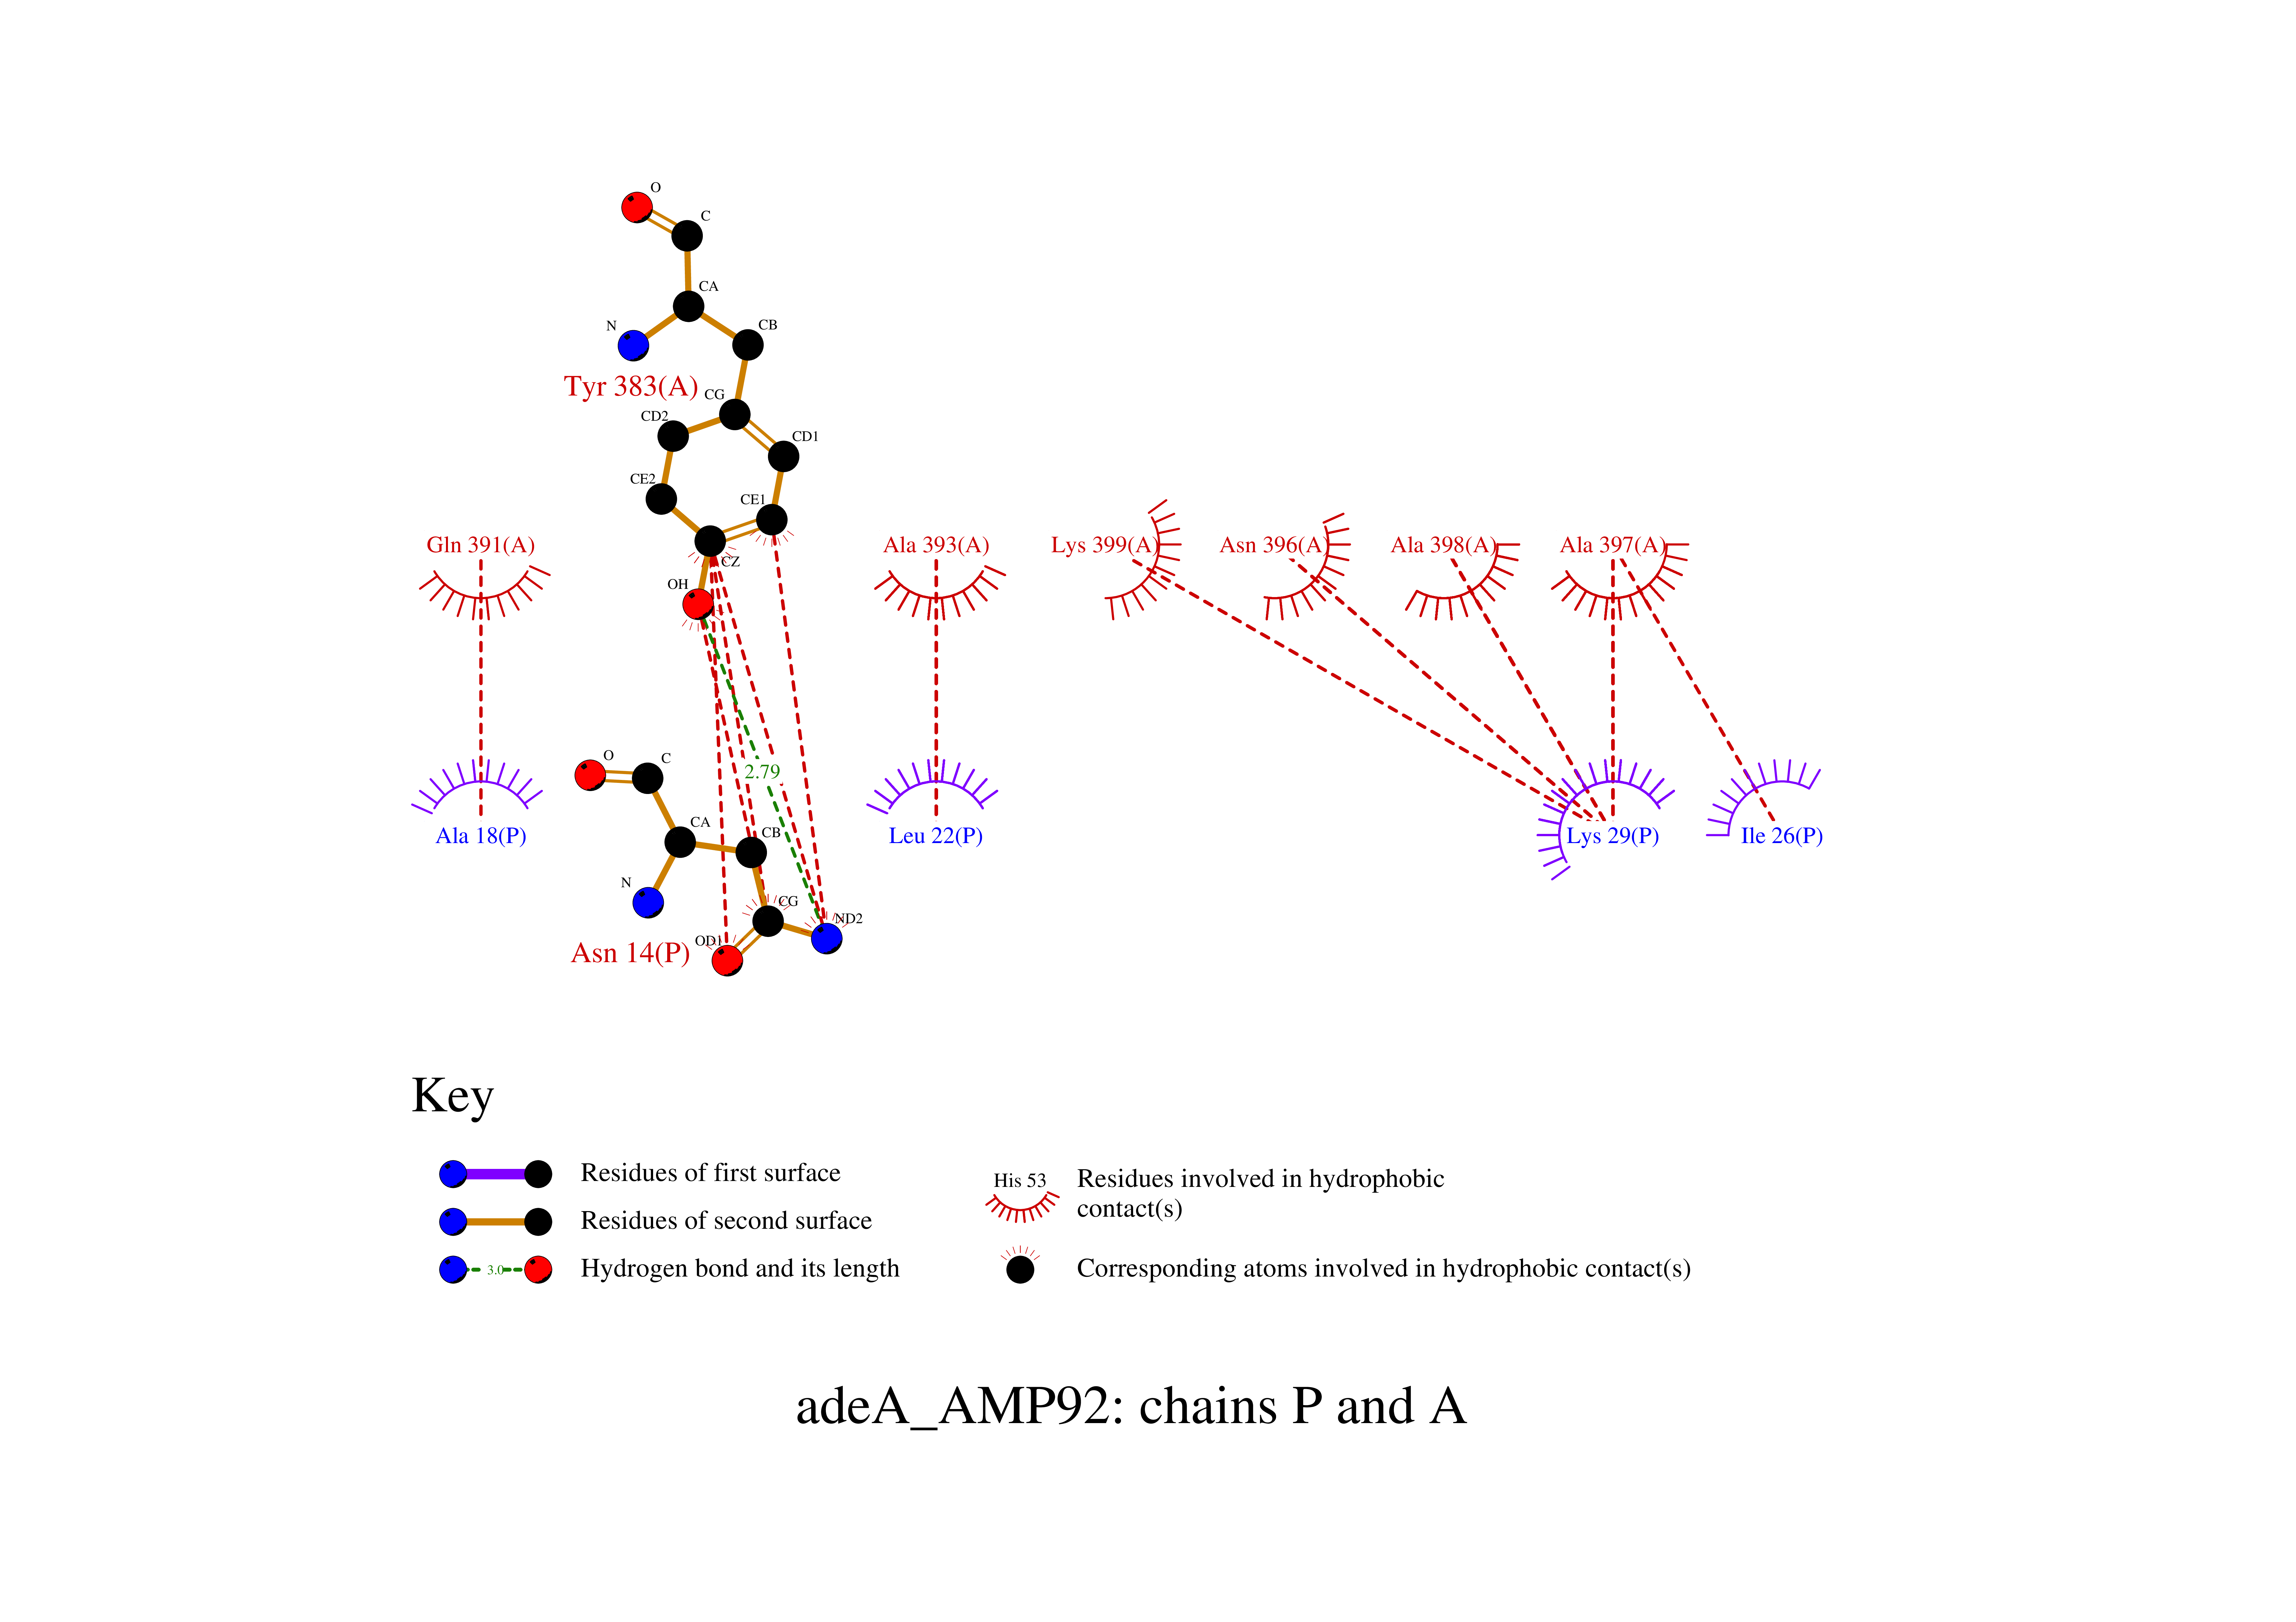 O
C
CA
CB
N
Tyr 383(A)
CG
CD2
CD1
CE2
CE1
CZ
OH
Gln 391(A)
Ala 393(A)
Lys 399(A)
Asn 396(A)
Ala 398(A)
Ala 397(A)
2.79
O
C
CA
CB
N
CG
ND2
OD1
Asn 14(P)
Ala 18(P)
Leu 22(P)
Lys 29(P)
Ile 26(P)
Key
Residues of first surface
Residues of second surface
3.0
Hydrogen bond and its length
His 53
Residues involved in hydrophobic
contact(s)
Corresponding atoms involved in hydrophobic contact(s)
adeA_AMP92: chains P and A